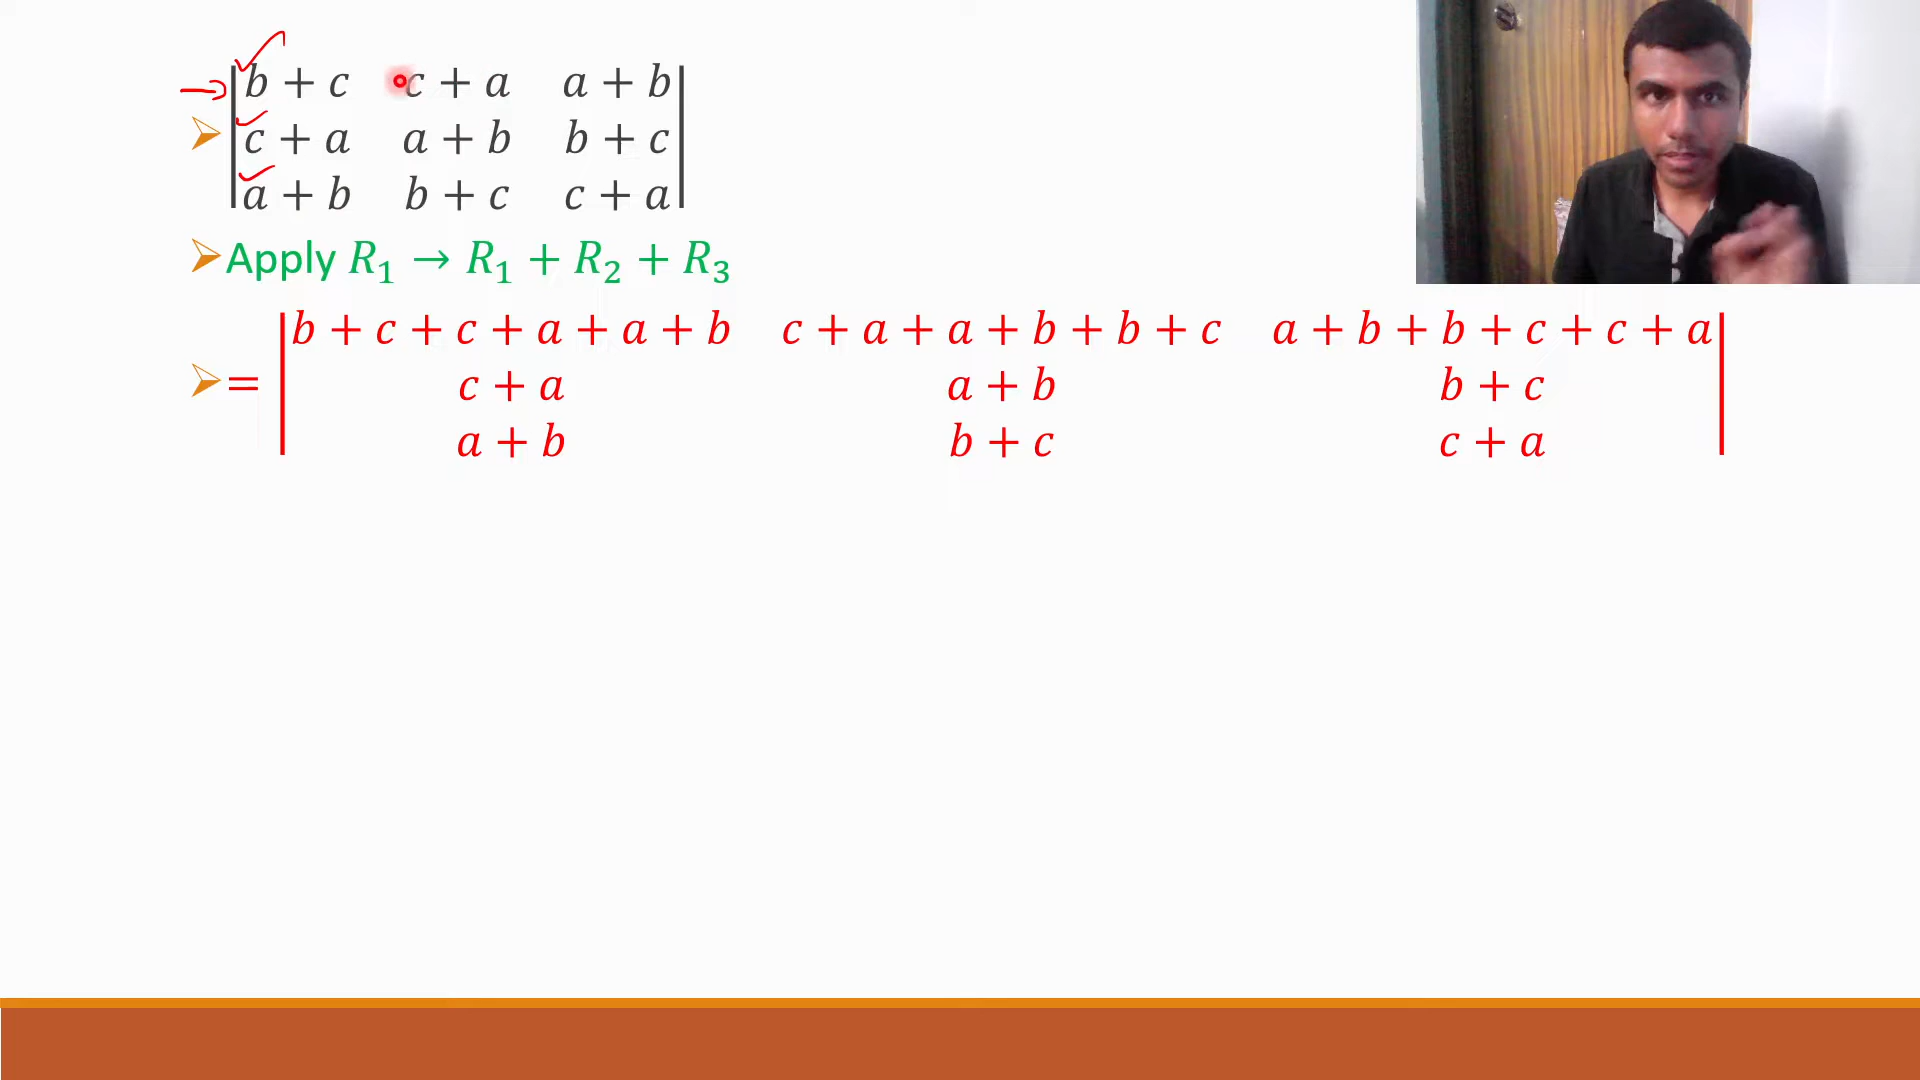 b + c c + a a + b
c + a a + b b + c
a + b b + c c + a
Apply R₁ → R₁ + R₂ + R₃
b + c + c + a + a + b c + a + a + b + b + c a + b + b + c + c + a
= c + a a + b b + c
a + b b + c c + a